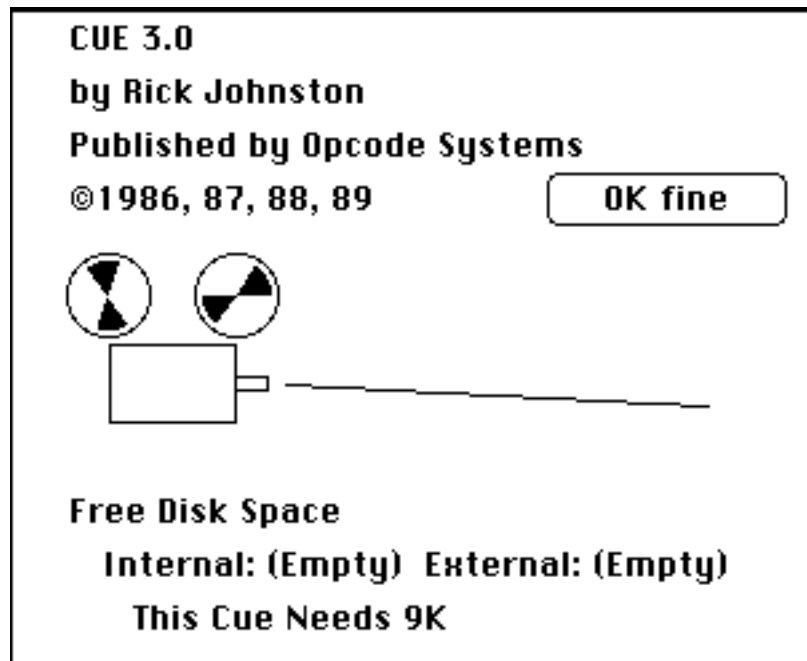 CUE 3.0
by Rick Johnston
Published by Opcode Systems
©1986, 87, 88, 89
OK fine
Free Disk Space
Internal: (Empty) External: (Empty)
This Cue Needs 9K